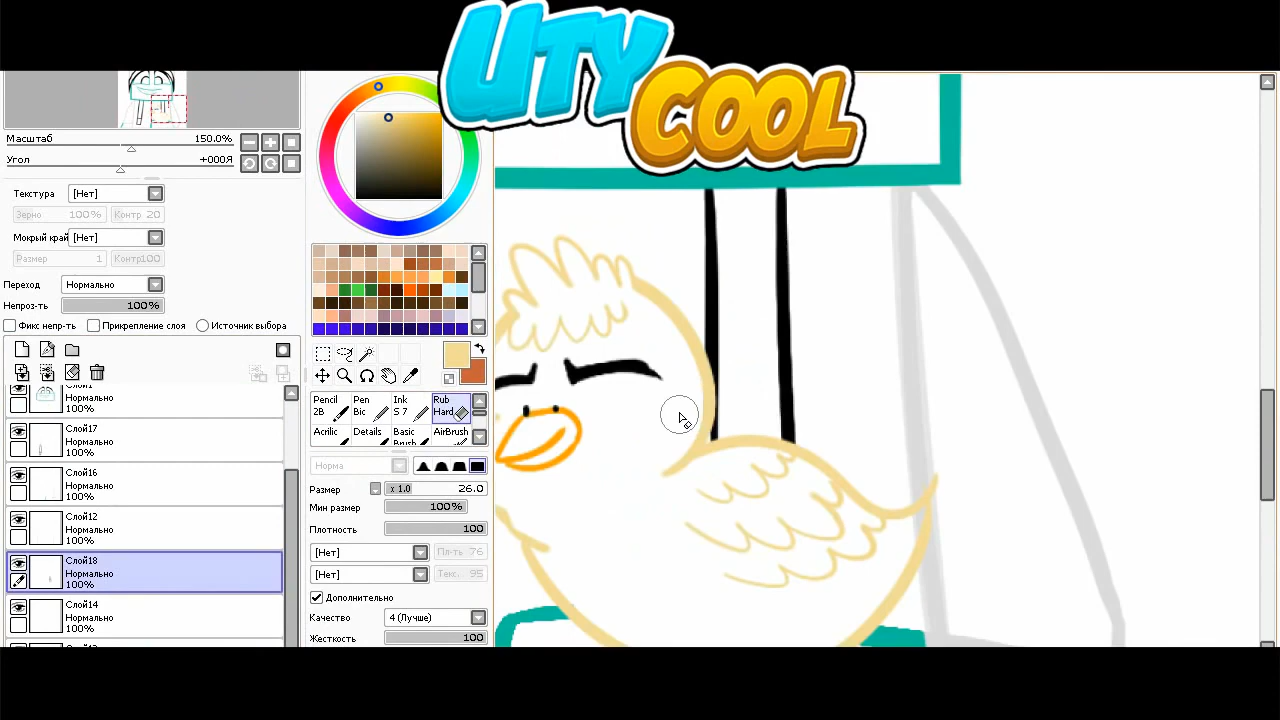 UTY
COOL
Масштаб 150.0%
Угол +000Я
Текстура [Нет]
Зерно 100% Контр 20
Мокрый край [Нет]
Размер 1 Контр 100
Переход Нормально
Непроз-ть 100%
Фикс непр-ть Прикрепление слоя Источник выбора
Нормально
100%
Слой17
Нормально
100%
Слой16
Нормально
100%
Слой12
Нормально
100%
Слой18
Нормально
100%
Слой14
Нормально
100%
Pencil
2B
Pen
Bic
Ink
S 7
Rub
Hard
Acrilic
Details
Basic
Brush
AirBrush
Норма
Размер x 1.0 26.0
Мин размер 100%
Плотность 100
[Нет] Пл-ть 76
[Нет] Текс. 95
Дополнительно
Качество 4 (Лучше)
Жесткость 100